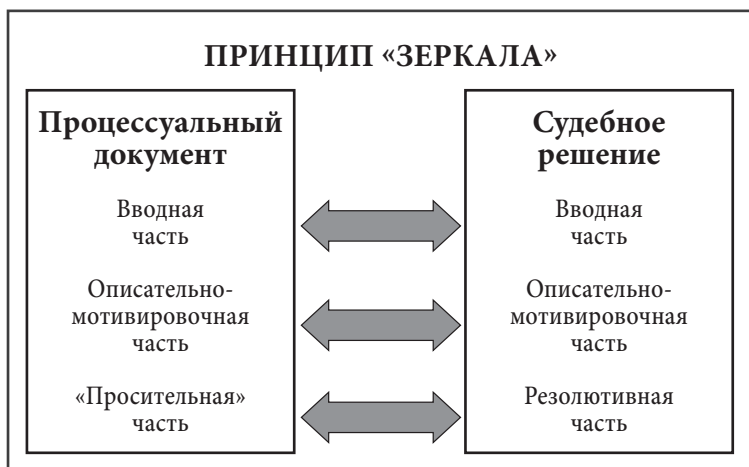 ПРИНЦИП «ЗЕРКАЛА»
Процессуальный
документ
Вводная
часть
Описательно-
мотивировочная
часть
«Просительная»
часть
Судебное
решение
Вводная
часть
Описательно-
мотивировочная
часть
Резолютивная
часть